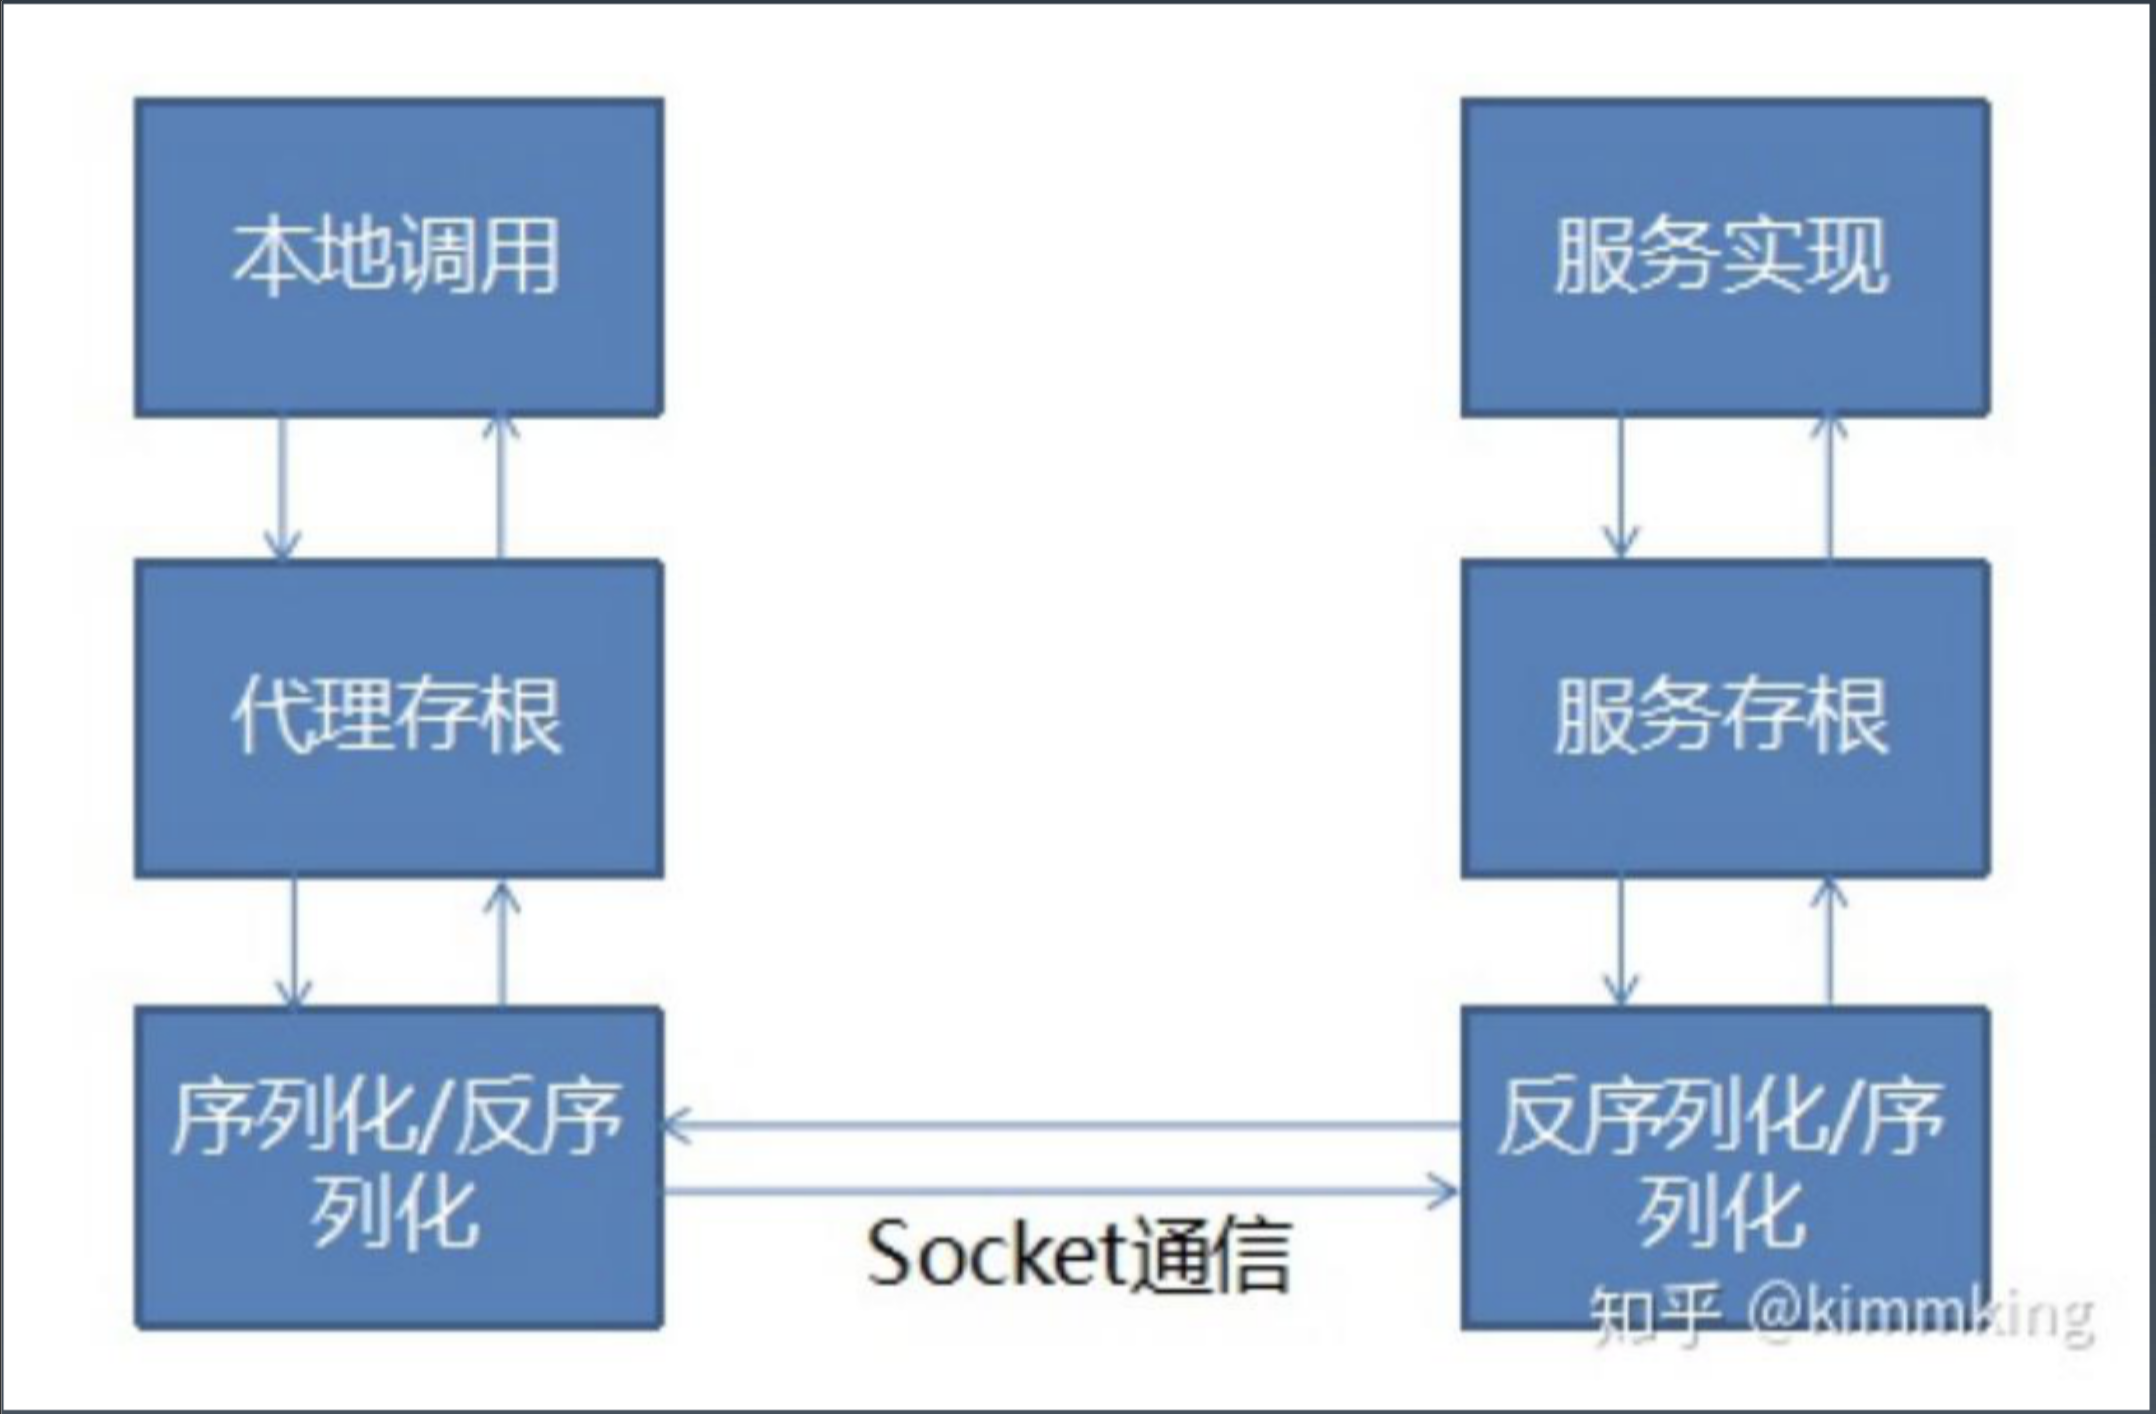 本地调用
服务实现
代理存根
服务存根
序列化/反序
列化
反序列化/序
列化
Socket通信
知乎 @kimmking